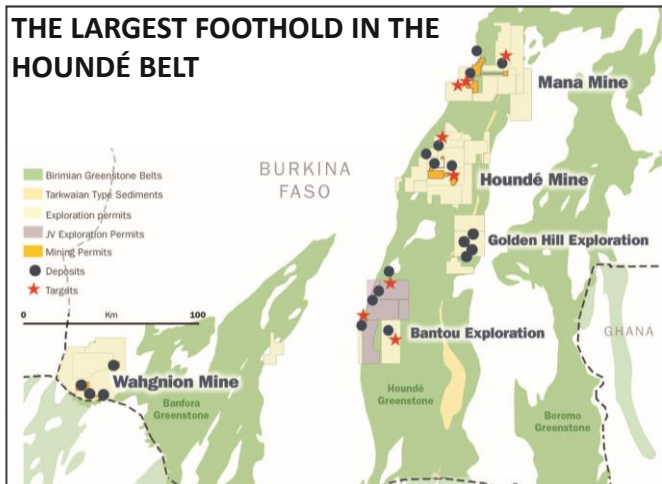 THE LARGEST FOOTHOLD IN THE
HOUNDÉ BELT
Mana Mine
Birimian Greenstone Belts
Tarkwaian Type Sediments
Exploration permits
JV Exploration Permits
Mining Permits
Deposits
Targets
BURKINA
FASO
Houndé Mine
Golden Hill Exploration
0 Km 100
GHANA
Bantou Exploration
Wahgnion Mine
Banfora
Greenstone
Houndé
Greenstone
Boromo
Greenstone